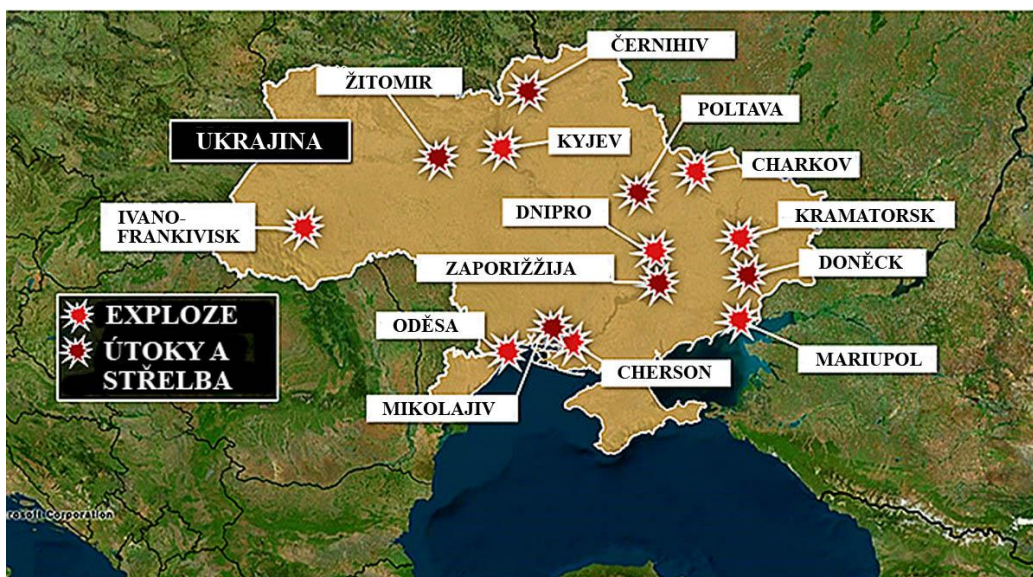 ČERNIHIV
ŽITOMIR
POLTAVA
UKRAJINA
KYJEV
CHARKOV
IVANO-
FRANKIVISK
DNIPRO
KRAMATORSK
ZAPORIŽŽIJA
DONĚCK
EXPLOZE
ÚTOKY A
STŘELBA
ODĚSA
MARIUPOL
CHERSON
MIKOLAJIV
rosoft Corporation